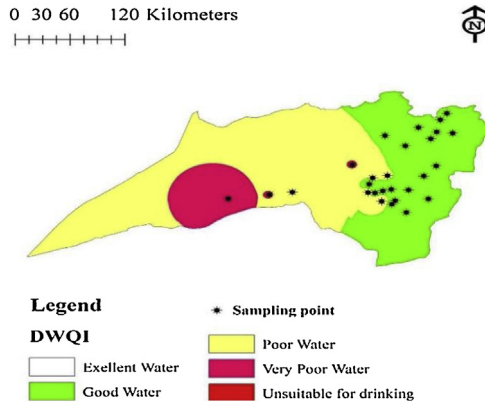 0 30 60 120 Kilometers
N
Legend
DWQI
Exellent Water
Good Water
Sampling point
Poor Water
Very Poor Water
Unsuitable for drinking